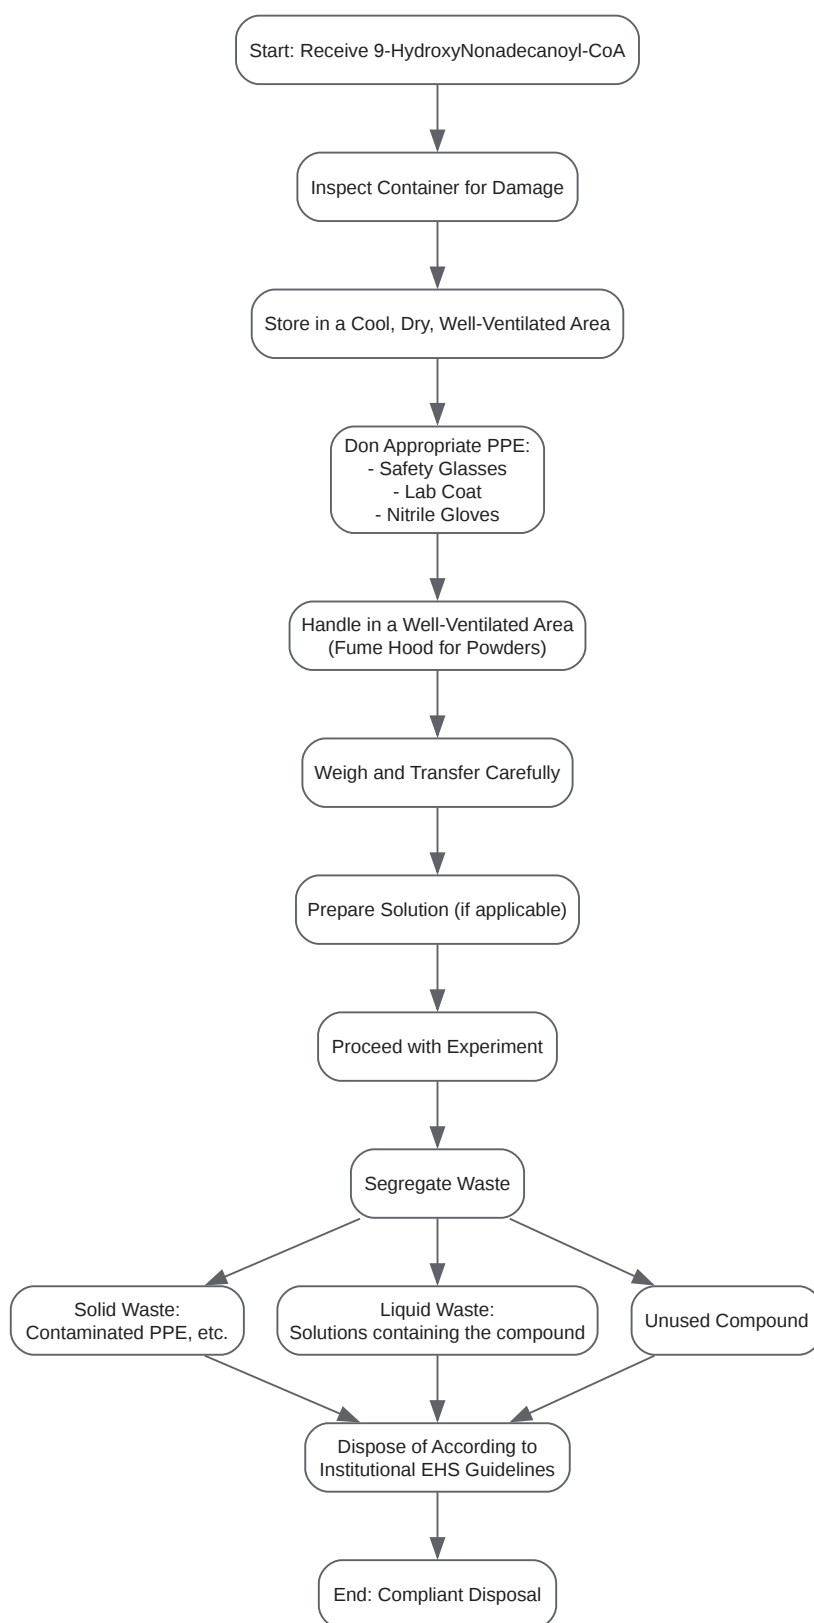 Start: Receive 9-HydroxyNonadecanoyl-CoA
Inspect Container for Damage
Store in a Cool, Dry, Well-Ventilated Area
Don Appropriate PPE:
- Safety Glasses
- Lab Coat
- Nitrile Gloves
Handle in a Well-Ventilated Area
(Fume Hood for Powders)
Weigh and Transfer Carefully
Prepare Solution (if applicable)
Proceed with Experiment
Segregate Waste
Solid Waste:
Contaminated PPE, etc.
Liquid Waste:
Solutions containing the compound
Unused Compound
Dispose of According to
Institutional EHS Guidelines
End: Compliant Disposal